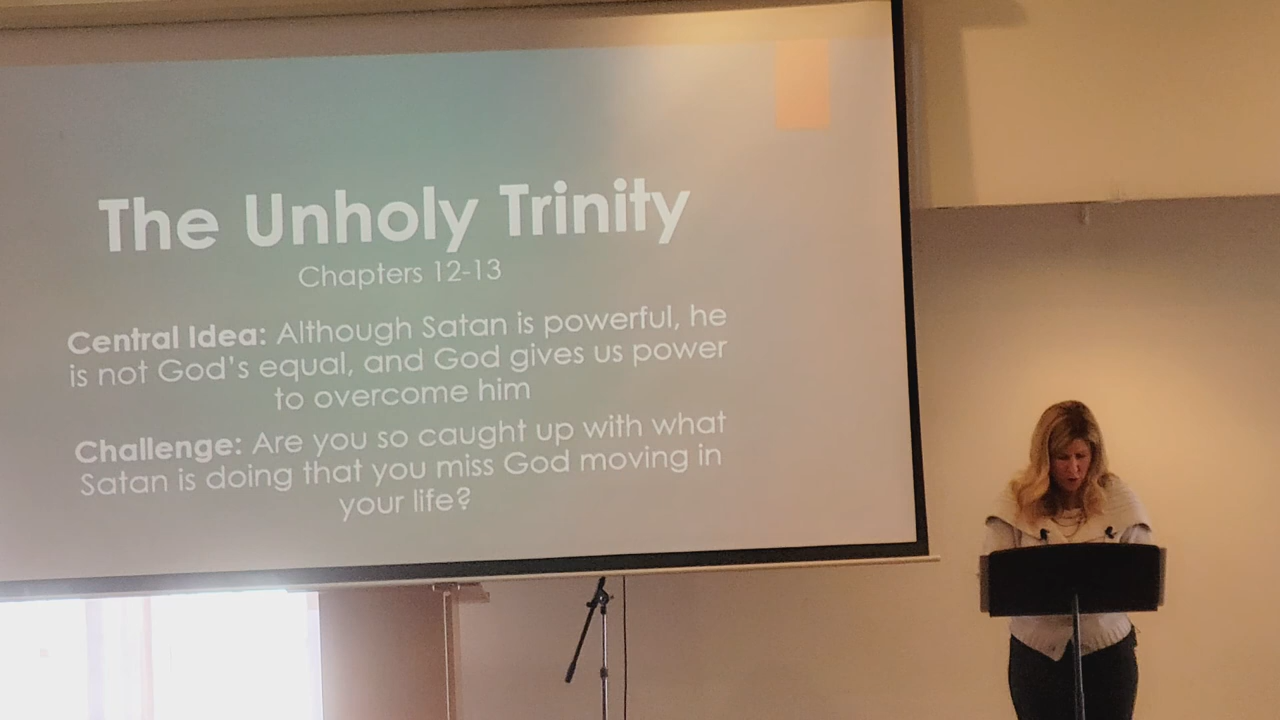 The Unholy Trinity
Chapters 12-13
Central Idea: Although Satan is powerful, he
is not God's equal, and God gives us power
to overcome him
Challenge: Are you so caught up with what
Satan is doing that you miss God moving in
your life?